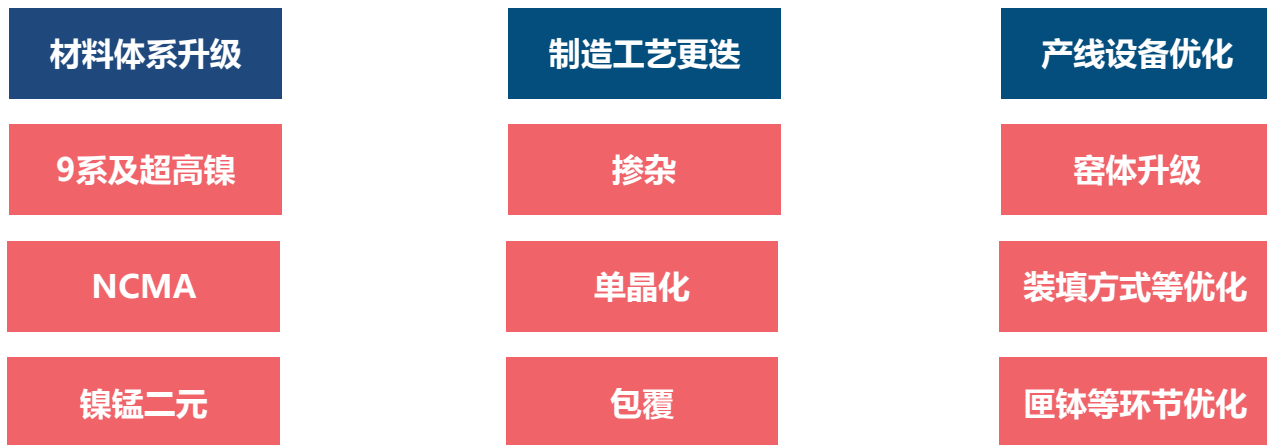 材料体系升级
制造工艺更迭
产线设备优化
9系及超高镍
掺杂
窑体升级
NCMA
单晶化
装填方式等优化
镍锰二元
包覆
匣钵等环节优化